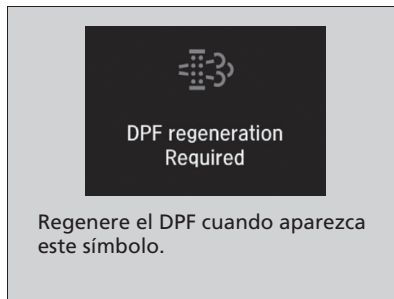 DPF regeneration
Required
Regenere el DPF cuando aparezca
este símbolo.